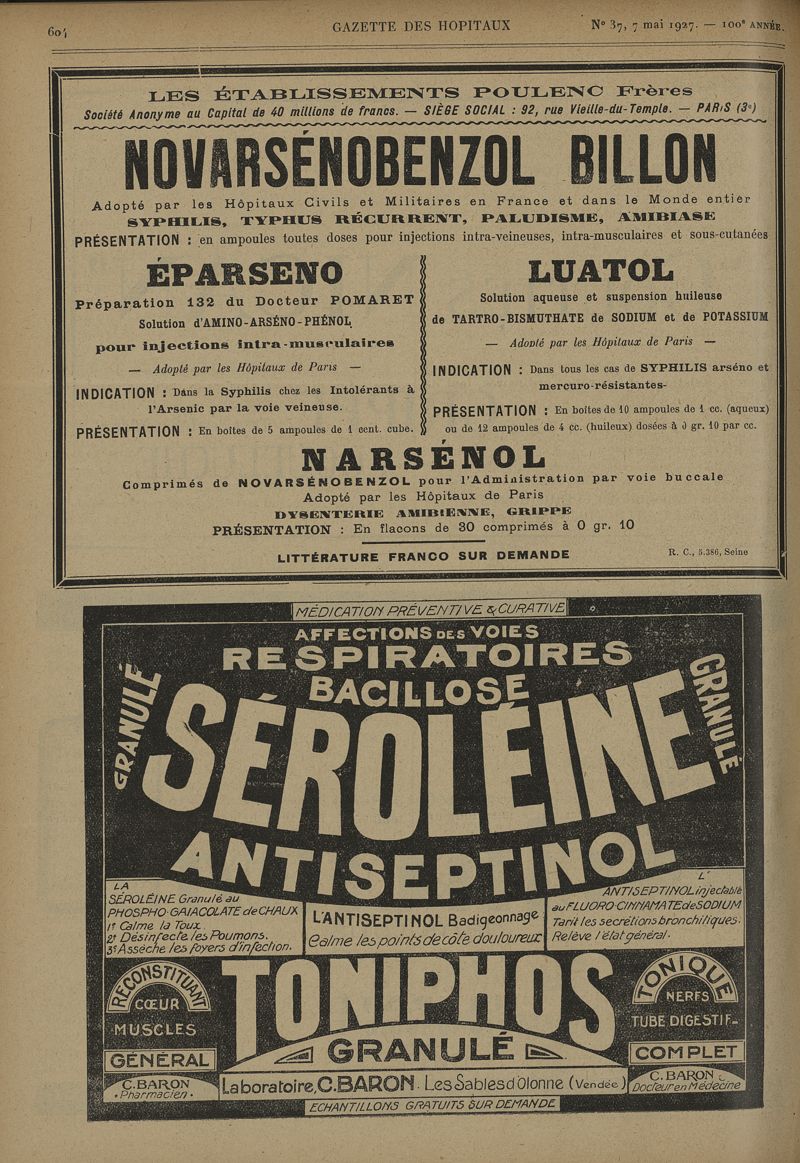 604
GAZETTE DES HOPITAUX
N° 37, 7 mai 1927. — 100e ANNÉE.
LES ÉTABLISSEMENTS POULENC Frères
Société Anonyme au Capital de 40 millions de francs. — SIÈGE SOCIAL : 92, rue Vieille-du-Temple. — PARIS (3e)
NOVARSÉNOBENZOL BILLON
Adopté par les Hôpitaux Civils et Militaires en France et dans le Monde entier
SYPHILIS, TYPHUS RÉCURRENT, PALUDISME, AMIBIASE
PRÉSENTATION : en ampoules toutes doses pour injections intra-veineuses, intra-musculaires et sous-cutanées
ÉPARSENO
Préparation 132 du Docteur POMARET
Solution d'AMINO-ARSÉNO-PHÉNOL
pour injections intra-musculaires
— Adopté par les Hôpitaux de Paris —
INDICATION : Dans la Syphilis chez les Intolérants à
l'Arsenic par la voie veineuse.
PRÉSENTATION : En boîtes de 5 ampoules de 1 cent. cube.
LUATOL
Solution aqueuse et suspension huileuse
de TARTRO-BISMUTHATE de SODIUM et de POTASSIUM
— Adopté par les Hôpitaux de Paris —
INDICATION : Dans tous les cas de SYPHILIS arséno et
mercuro-résistantes-
PRÉSENTATION : En boîtes de 10 ampoules de 1 cc. (aqueux)
ou de 12 ampoules de 4 cc. (huileux) dosées à 0 gr. 10 par cc.
NARSÉNOL
Comprimés de NOVARSÉNOBENZOL pour l'Administration par voie buccale
Adopté par les Hôpitaux de Paris
DYSENTERIE AMIBIENNE, GRIPPE
PRÉSENTATION : En flacons de 30 comprimés à 0 gr. 10
LITTÉRATURE FRANCO SUR DEMANDE
R. C., 5.386, Seine
MÉDICATION PRÉVENTIVE & CURATIVE
AFFECTIONS DES VOIES
RESPIRATOIRES
BACILLOSE
GRANULÉ
SÉROLÉINE
GRANULÉ
ANTISEPTINOL
LA
SÉROLÉINE Granulé au
PHOSPHO-GAIACOLATE de CHAUX
1t Calme la Toux.
2t Désinfecte les Poumons.
3t Assèche les foyers d'infection.
L'ANTISEPTINOL Badigeonnage
calme les points de côté douloureux
L'
ANTISEPTINOL injectable
au FLUORO-CINNAMATE de SODIUM
Tarit les secrétions bronchitiques.
Relève l'état général.
RECONSTITUANT
CŒUR
MUSCLES
GÉNÉRAL
TONIPHOS
GRANULÉ
TONIQUE
NERFS
TUBE DIGESTIF
COMPLET
C. BARON
Pharmacien
Laboratoire, C. BARON. Les Sables d'Olonne (Vendée)
C. BARON
Docteur en Médecine
ECHANTILLONS GRATUITS SUR DEMANDE